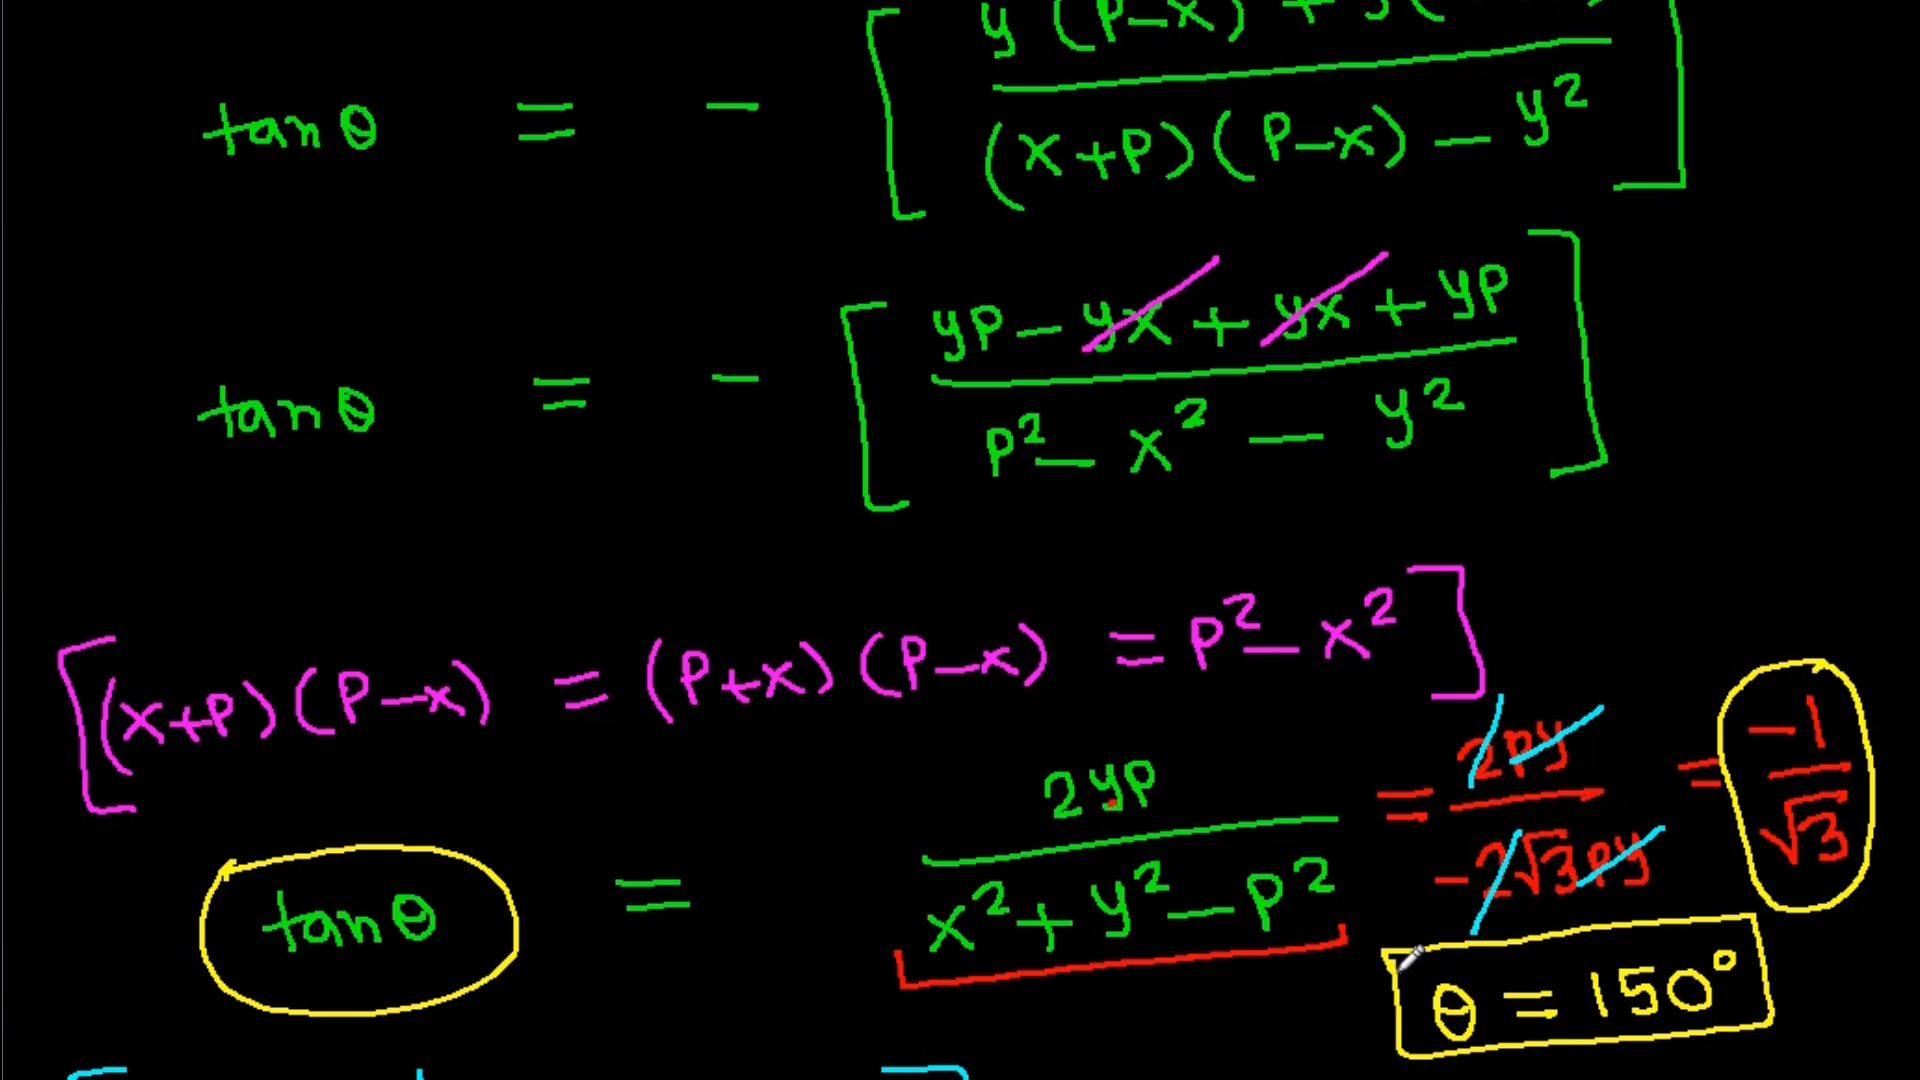 tan θ = - [ y (P-x) + y(
(x+P) (P-x) - y² ]
tan θ = - [ yP - yx + yx + yP
P² - x² - y² ]
[(x+P) (P-x) = (P+x) (P-x) = P² - x²]
tan θ = 2yP / x² + y² - P² = 2py / -2√3py = -1 / √3
θ = 150°